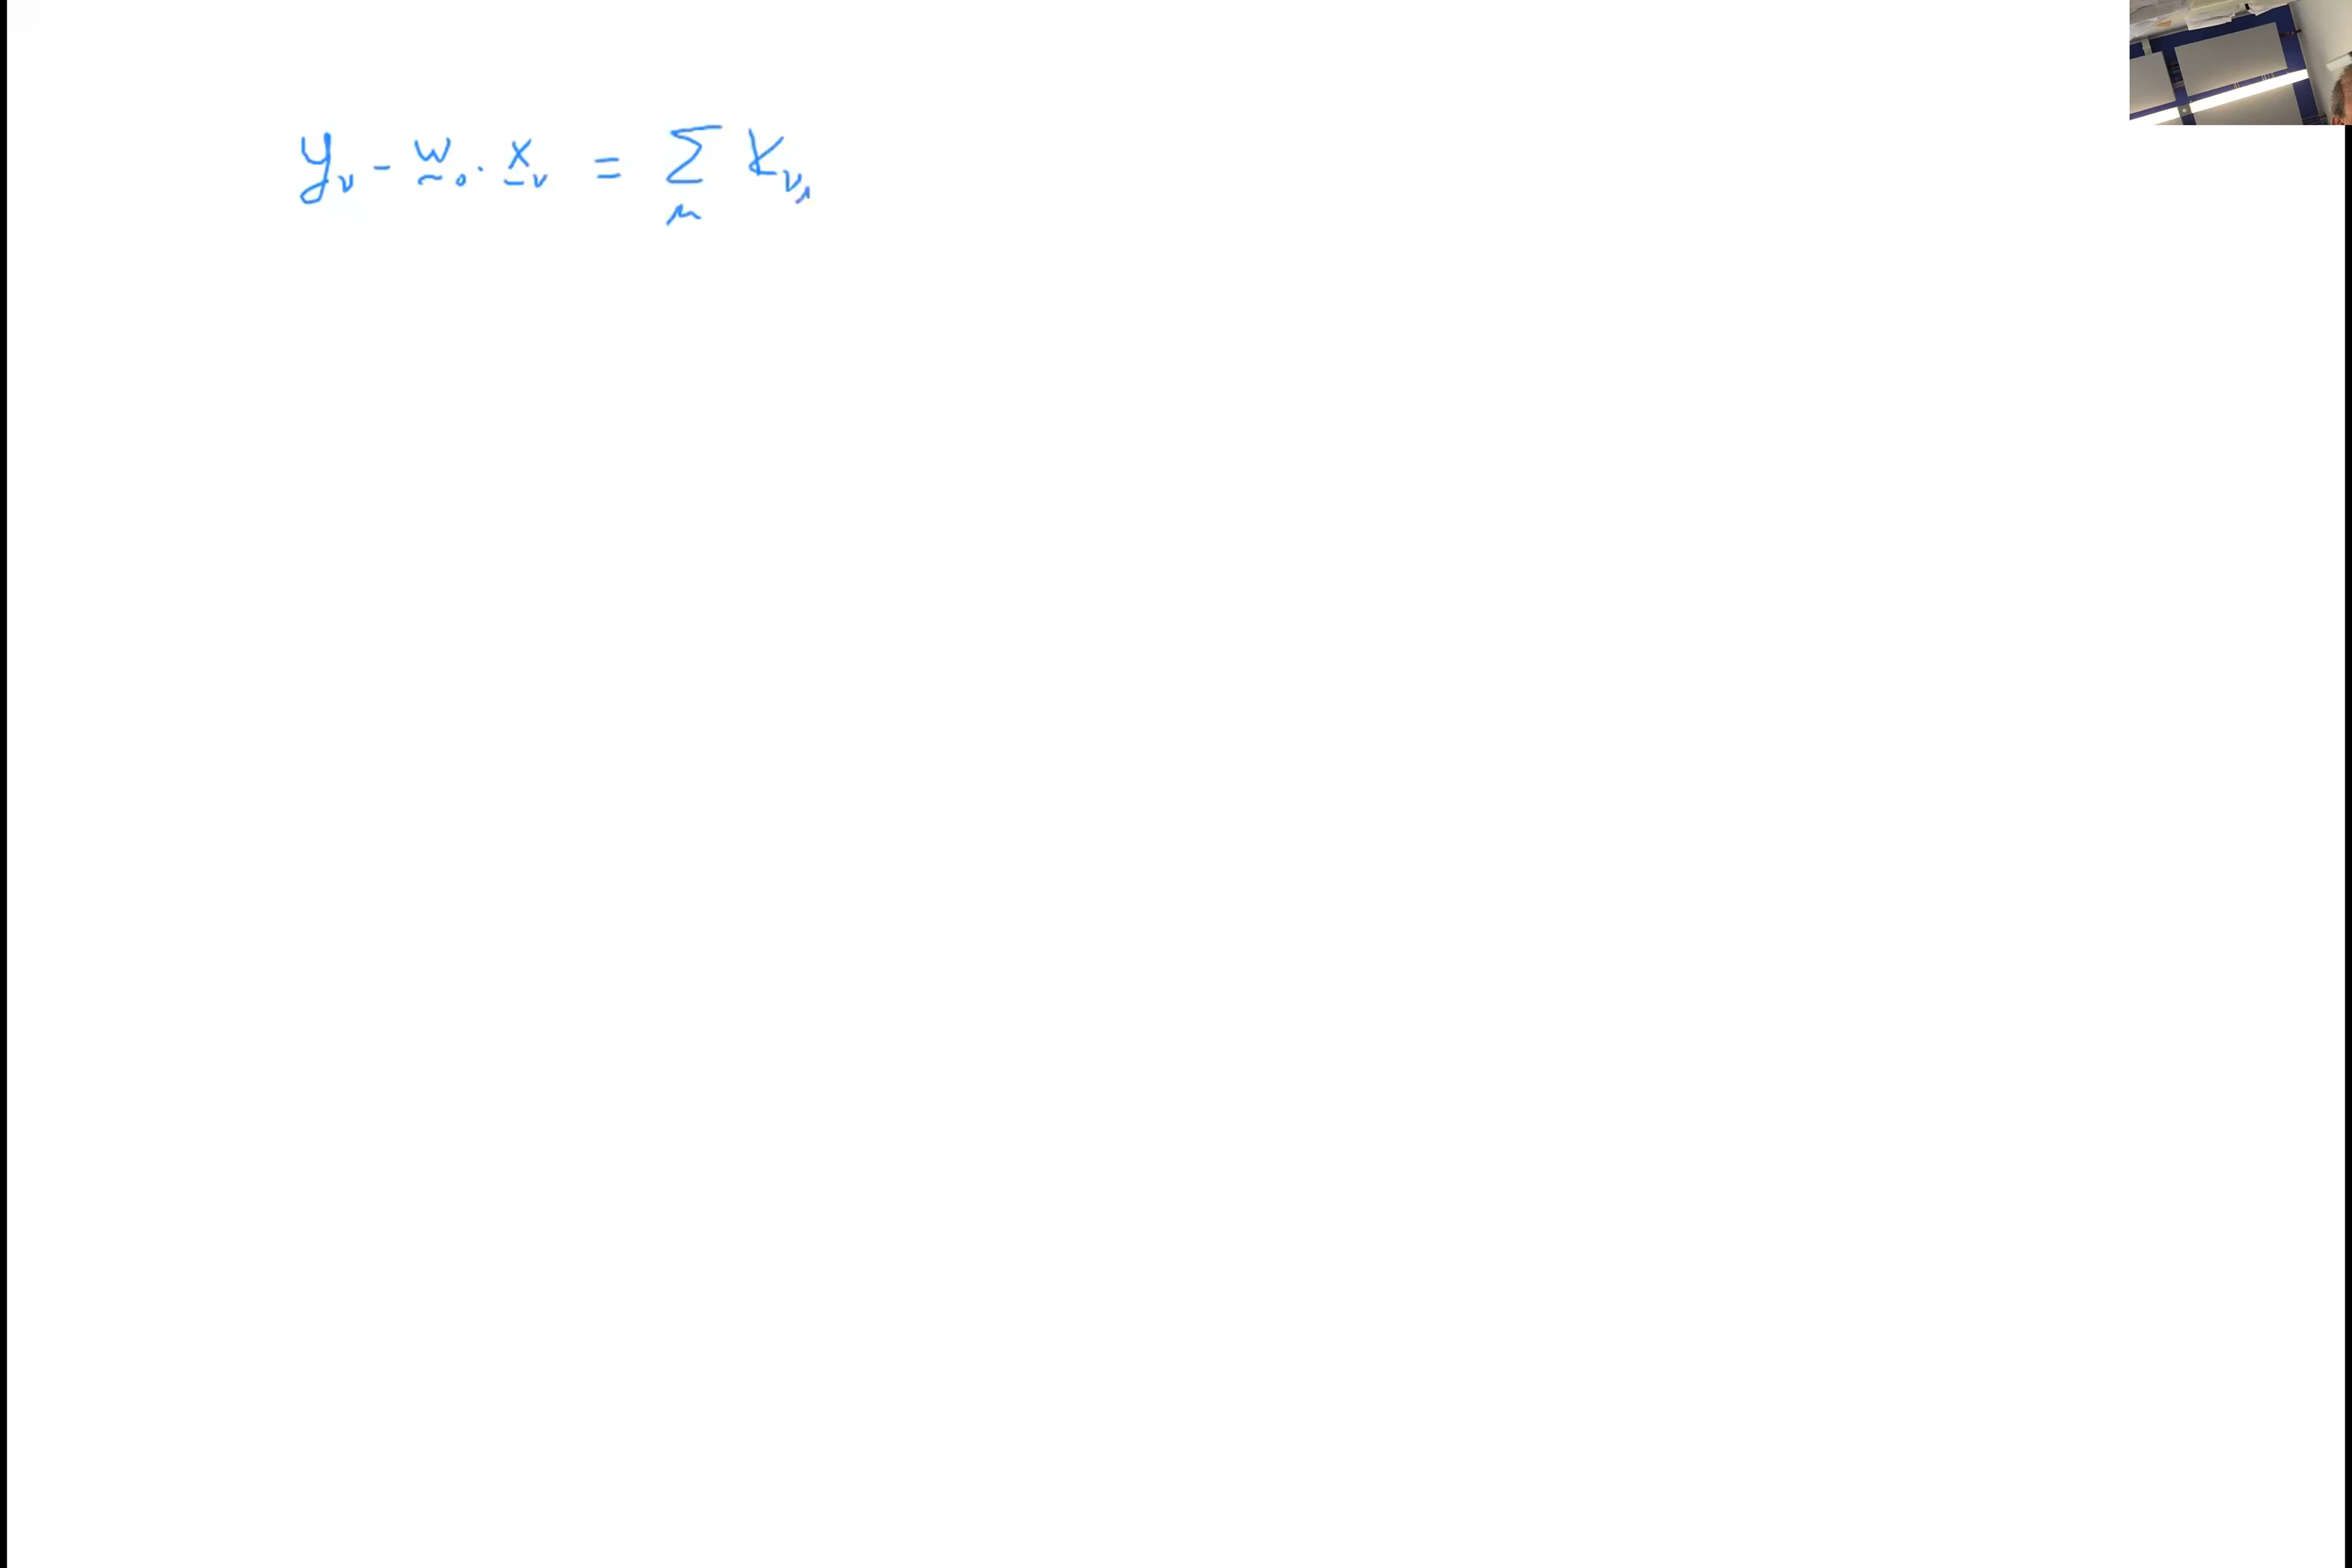 y_ν - w_0 · x_ν = Σ_μ K_ν